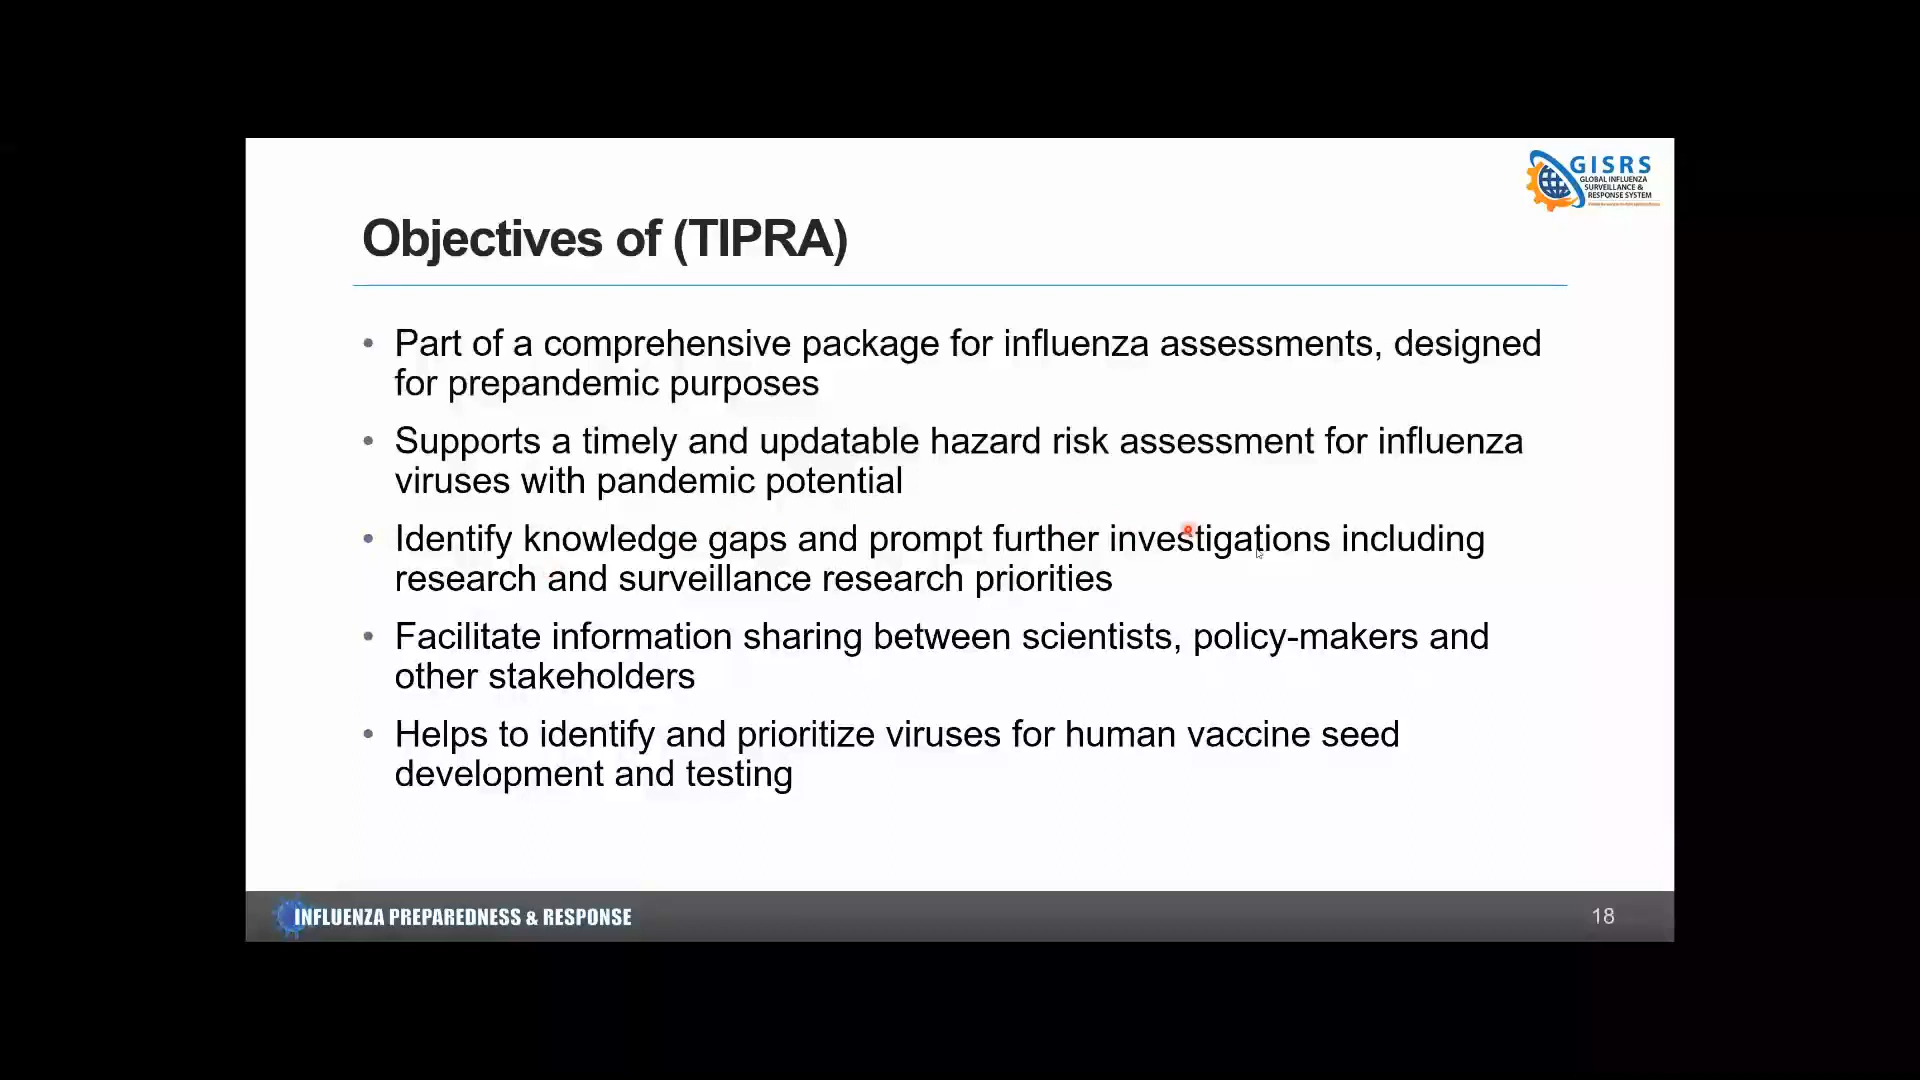 GISRS
GLOBAL INFLUENZA
SURVEILLANCE &
RESPONSE SYSTEM
Objectives of (TIPRA)
• Part of a comprehensive package for influenza assessments, designed
for prepandemic purposes
• Supports a timely and updatable hazard risk assessment for influenza
viruses with pandemic potential
• Identify knowledge gaps and prompt further investigations including
research and surveillance research priorities
• Facilitate information sharing between scientists, policy-makers and
other stakeholders
• Helps to identify and prioritize viruses for human vaccine seed
development and testing
INFLUENZA PREPAREDNESS & RESPONSE
18